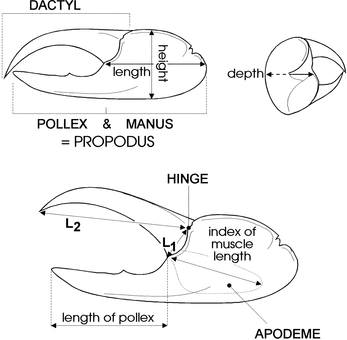 DACTYL
length
height
depth
POLLEX & MANUS
= PROPODUS
HINGE
L2
L1
index of
muscle
length
length of pollex
APODEME